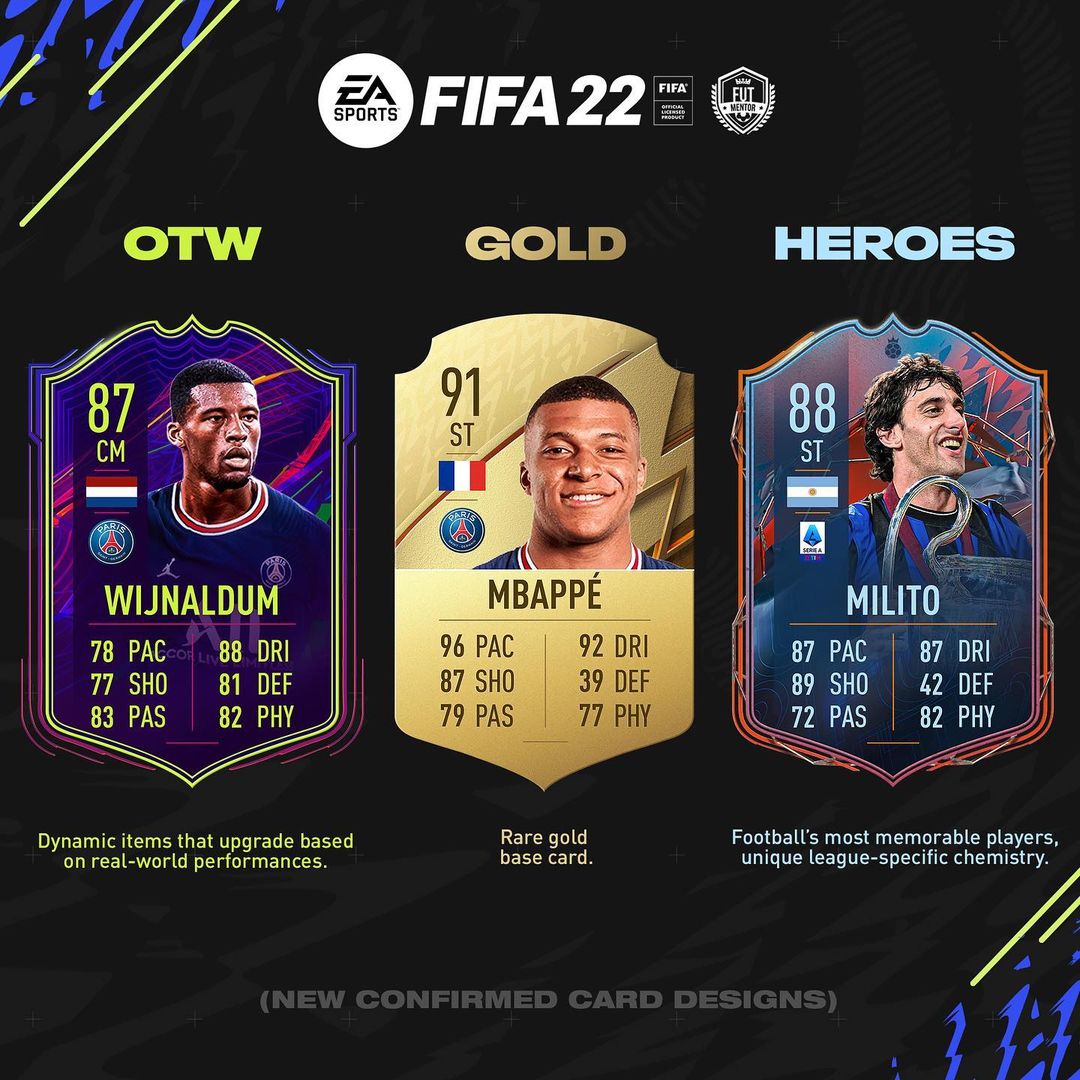 EA
SPORTS
FIFA 22
FIFA
OFFICIAL
LICENSED
PRODUCT
FUT
MENTOR
OTW
GOLD
HEROES
87
CM
PARIS
WIJNALDUM
78 PAC 88 DRI
77 SHO 81 DEF
83 PAS 82 PHY
91
ST
PARIS
MBAPPÉ
96 PAC 92 DRI
87 SHO 39 DEF
79 PAS 77 PHY
88
ST
SERIE A
MILITO
87 PAC 87 DRI
89 SHO 42 DEF
72 PAS 82 PHY
Dynamic items that upgrade based
on real-world performances.
Rare gold
base card.
Football's most memorable players,
unique league-specific chemistry.
(NEW CONFIRMED CARD DESIGNS)